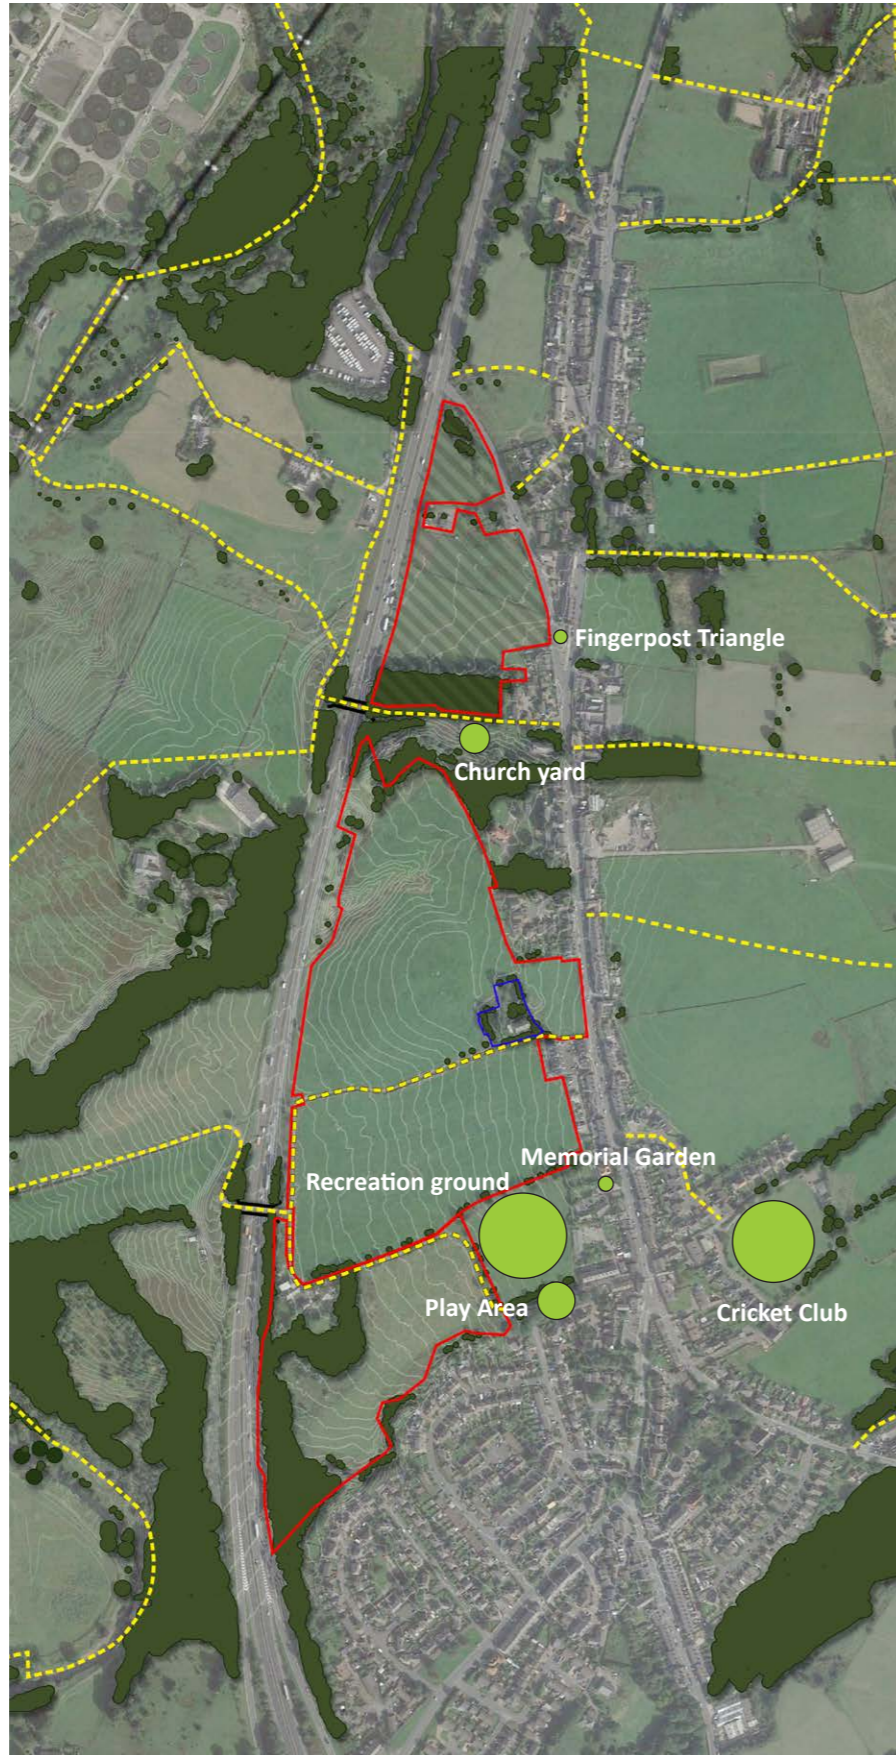 Fingerpost Triangle
Church yard
Memorial Garden
Recreation ground
Play Area
Cricket Club